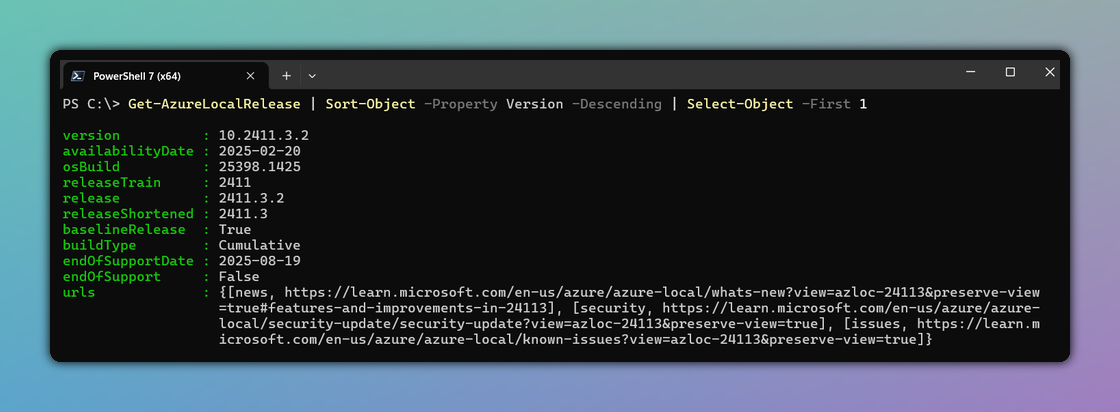 PowerShell 7 (x64)
PS C:\> Get-AzureLocalRelease | Sort-Object -Property Version -Descending | Select-Object -First 1
version : 10.2411.3.2
availabilityDate : 2025-02-20
osBuild : 25398.1425
releaseTrain : 2411
release : 2411.3.2
releaseShortened : 2411.3
baselineRelease : True
buildType : Cumulative
endOfSupportDate : 2025-08-19
endOfSupport : False
urls : {[news, https://learn.microsoft.com/en-us/azure/azure-local/whats-new?view=azloc-24113&preserve-view
=true#features-and-improvements-in-24113], [security, https://learn.microsoft.com/en-us/azure/azure-
local/security-update/security-update?view=azloc-24113&preserve-view=true], [issues, https://learn.m
icrosoft.com/en-us/azure/azure-local/known-issues?view=azloc-24113&preserve-view=true]}